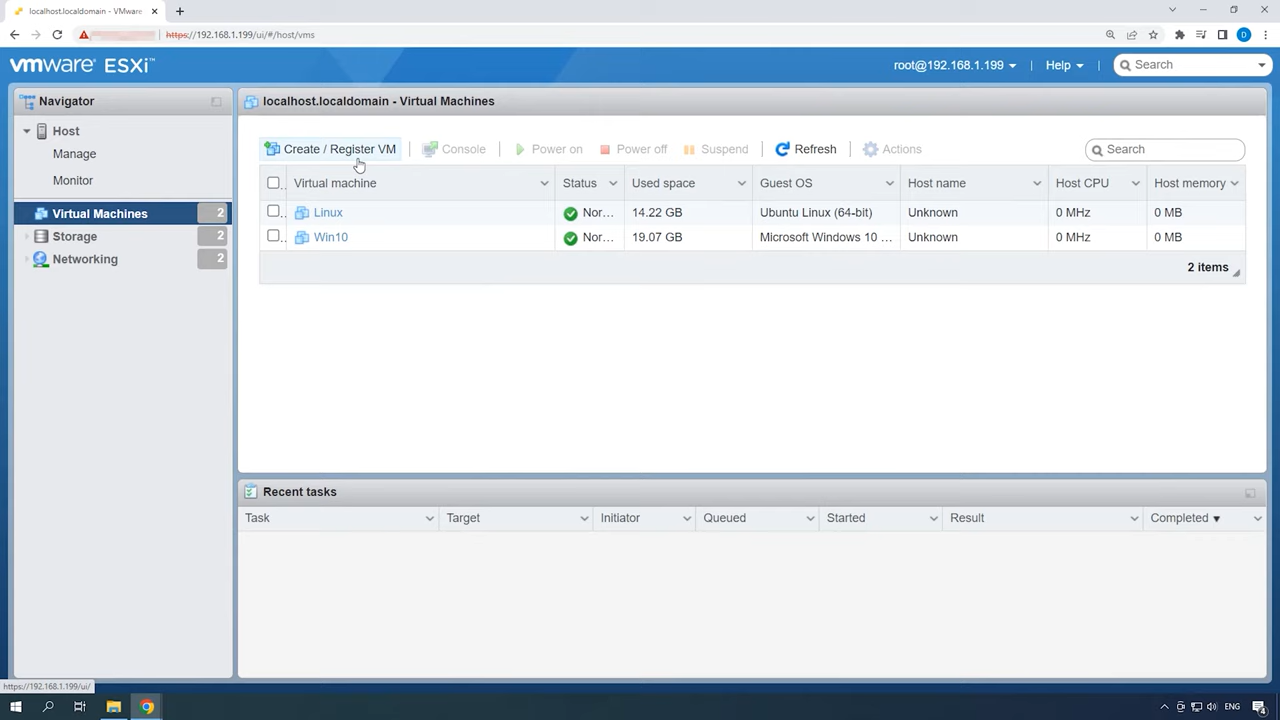 localhost.localdomain - VMware
https://192.168.1.199/ui/#/host/vms
D
vmware ESXi™
root@192.168.1.199
Help
Search
Navigator
Host
Manage
Monitor
Virtual Machines 2
Storage 2
Networking 2
localhost.localdomain - Virtual Machines
Create / Register VM
Console
Power on
Power off
Suspend
Refresh
Actions
Search
Virtual machine Status Used space Guest OS Host name Host CPU Host memory
Linux Nor... 14.22 GB Ubuntu Linux (64-bit) Unknown 0 MHz 0 MB
Win10 Nor... 19.07 GB Microsoft Windows 10 ... Unknown 0 MHz 0 MB
2 items
Recent tasks
Task Target Initiator Queued Started Result Completed ▼
https://192.168.1.199/ui/
ENG
4